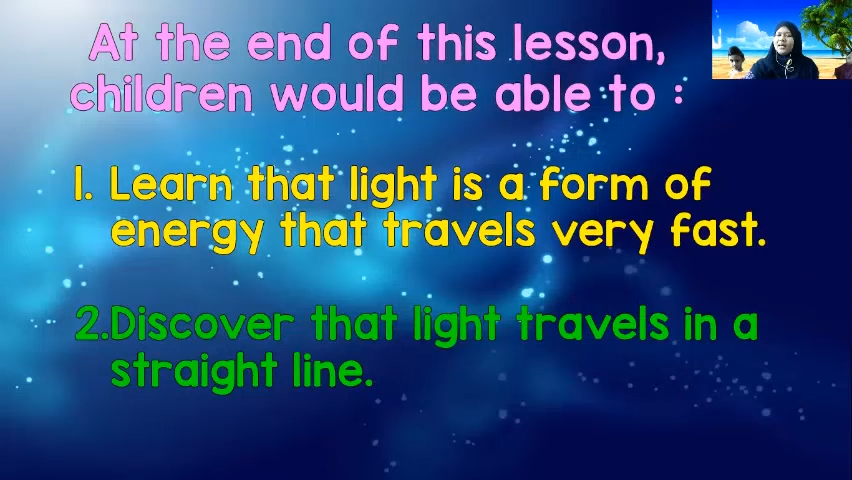 At the end of this lesson,
children would be able to :
1. Learn that light is a form of
energy that travels very fast.
2.Discover that light travels in a
straight line.